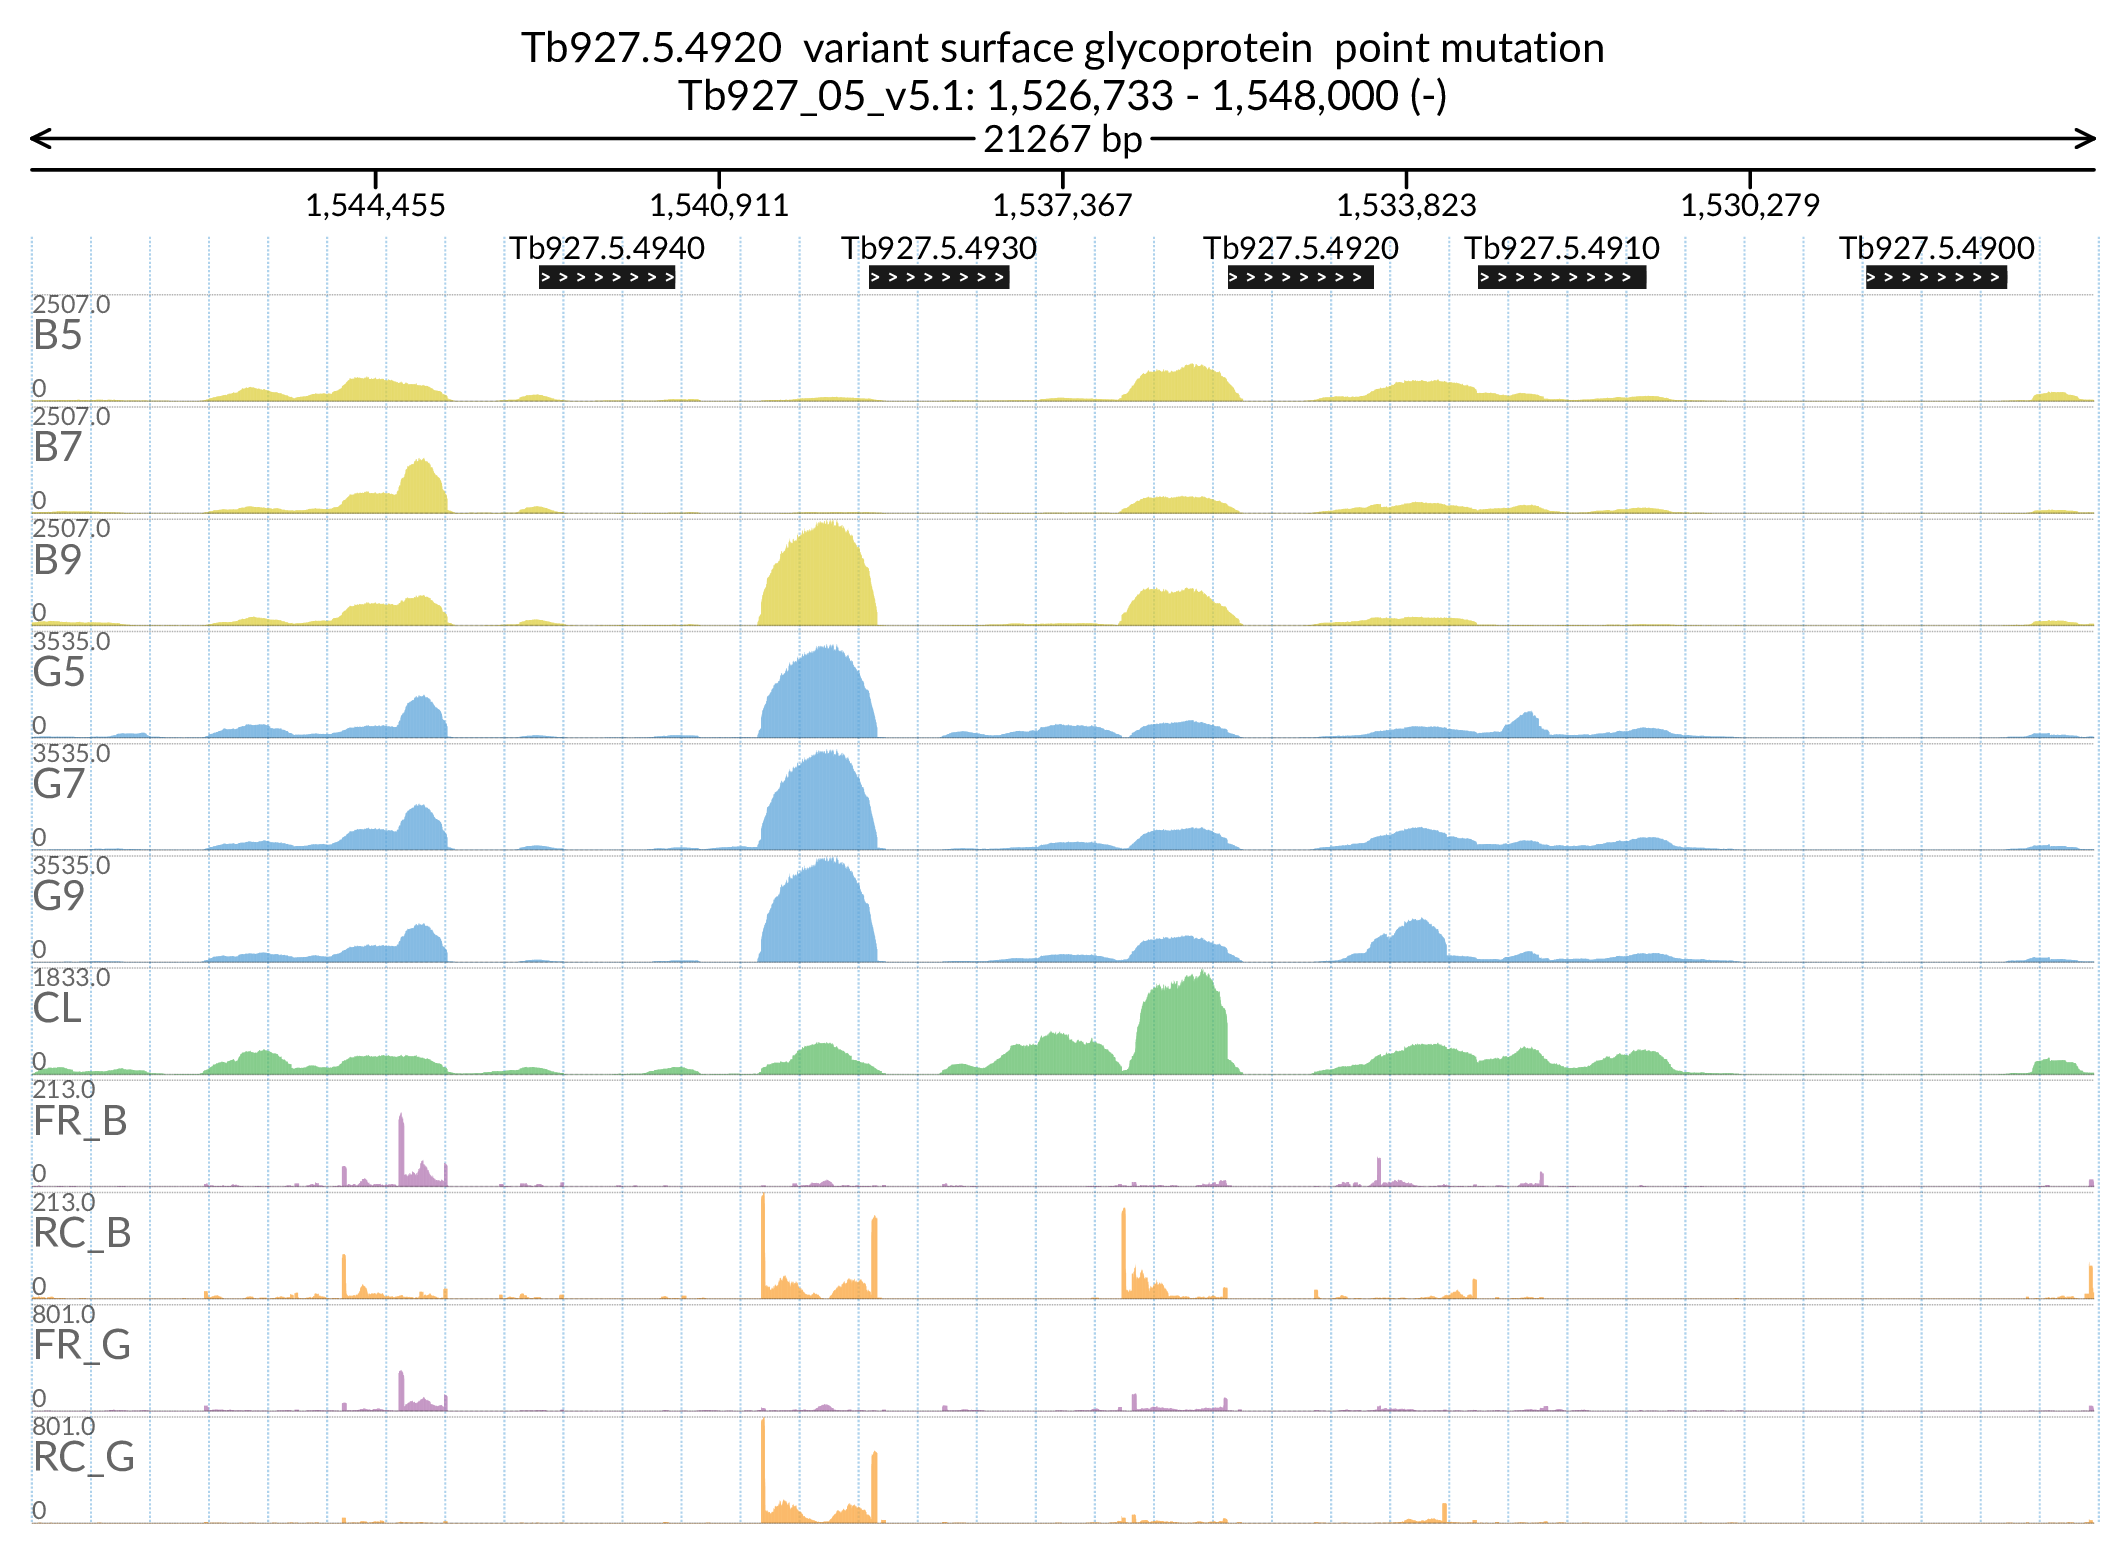 Tb927.5.4920  variant surface glycoprotein  point mutation
Tb927_05_v5.1: 1,526,733 - 1,548,000 (-)
21267 bp
1,544,455 1,540,911 1,537,367 1,533,823 1,530,279
Tb927.5.4940 Tb927.5.4930 Tb927.5.4920 Tb927.5.4910 Tb927.5.4900
2507.0
B5
0
2507.0
B7
0
2507.0
B9
0
3535.0
G5
0
3535.0
G7
0
3535.0
G9
0
1833.0
CL
0
213.0
FR_B
0
213.0
RC_B
0
801.0
FR_G
0
801.0
RC_G
0